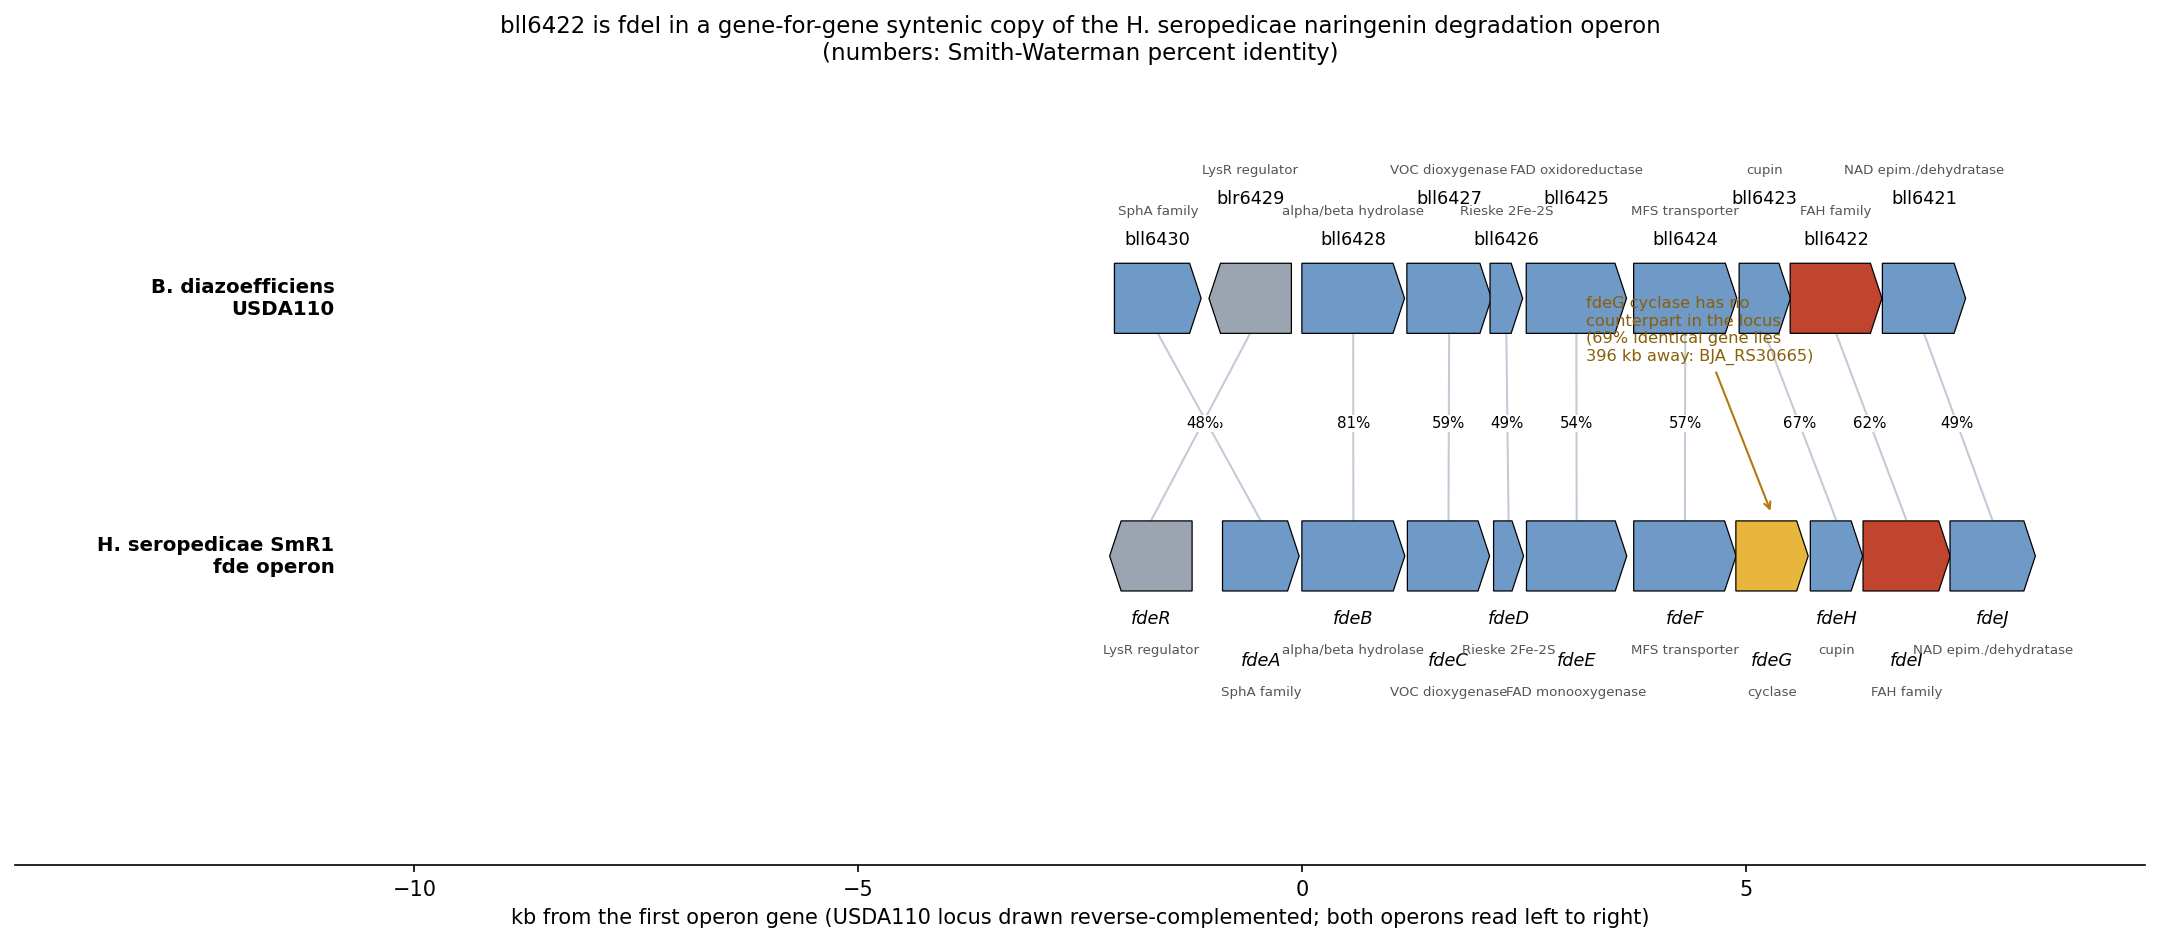 bll6422 is fdeI in a gene-for-gene syntenic copy of the H. seropedicae naringenin degradation operon
(numbers: Smith-Waterman percent identity)
LysR regulator VOC dioxygenase FAD oxidoreductase cupin NAD epim./dehydratase
blr6429 bll6427 bll6425 bll6423 bll6421
SphA family alpha/beta hydrolase Rieske 2Fe-2S MFS transporter FAH family
bll6430 bll6428 bll6426 bll6424 bll6422
B. diazoefficiens
USDA110
fdeG cyclase has no
counterpart in the locus
(69% identical gene lies
396 kb away: BJA_RS30665)
48% 81% 59% 49% 54% 57% 67% 62% 49%
H. seropedicae SmR1
fde operon
fdeR fdeB fdeD fdeF fdeH fdeJ
LysR regulator alpha/beta hydrolase Rieske 2Fe-2S MFS transporter cupin NAD epim./dehydratase
fdeA fdeC fdeE fdeG fdeI
SphA family VOC dioxygenase FAD monooxygenase cyclase FAH family
−10 −5 0 5
kb from the first operon gene (USDA110 locus drawn reverse-complemented; both operons read left to right)